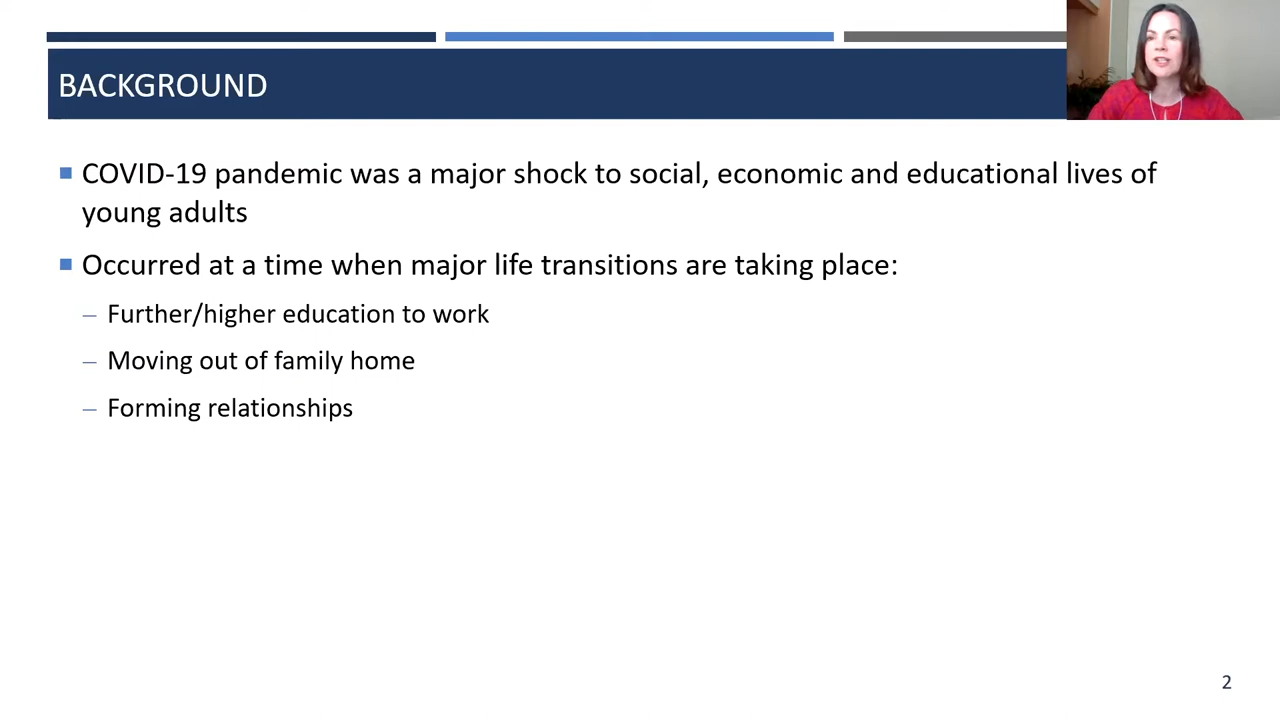 BACKGROUND
COVID-19 pandemic was a major shock to social, economic and educational lives of
young adults
Occurred at a time when major life transitions are taking place:
– Further/higher education to work
– Moving out of family home
– Forming relationships
2